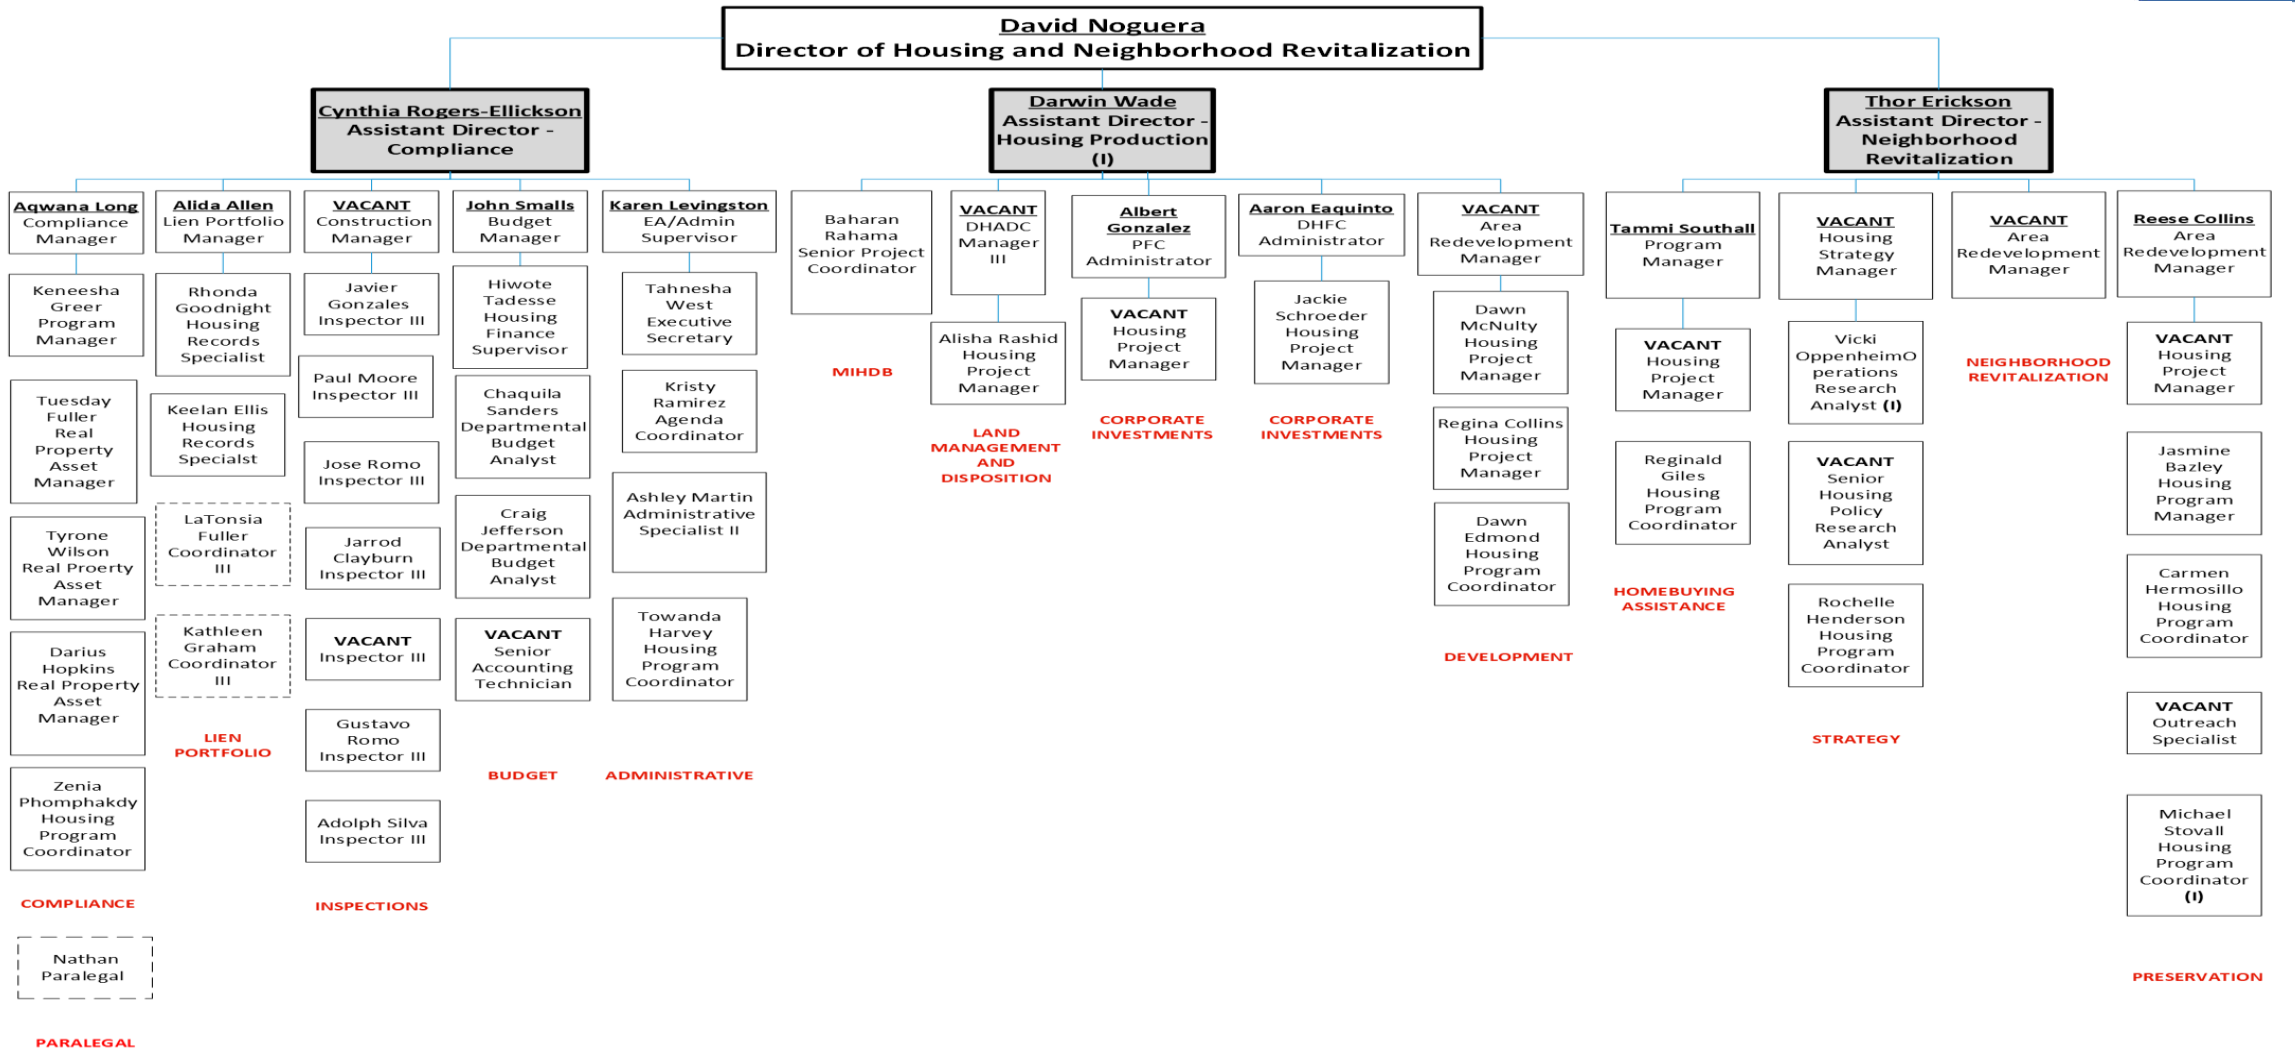 David Noguera
Director of Housing and Neighborhood Revitalization
Cynthia Rogers-Ellickson
Assistant Director -
Compliance
Darwin Wade
Assistant Director -
Housing Production
(I)
Thor Erickson
Assistant Director -
Neighborhood
Revitalization
Aqwana Long
Compliance
Manager
Keneesha
Greer
Program
Manager
Tuesday
Fuller
Real
Property
Asset
Manager
Tyrone
Wilson
Real Proerty
Asset
Manager
Darius
Hopkins
Real Property
Asset
Manager
Zenia
Phomphakdy
Housing
Program
Coordinator
COMPLIANCE
Nathan
Paralegal
PARALEGAL
Alida Allen
Lien Portfolio
Manager
Rhonda
Goodnight
Housing
Records
Specialist
Keelan Ellis
Housing
Records
Specialst
LaTonsia
Fuller
Coordinator
III
Kathleen
Graham
Coordinator
III
LIEN
PORTFOLIO
VACANT
Construction
Manager
Javier
Gonzales
Inspector III
Paul Moore
Inspector III
Jose Romo
Inspector III
Jarrod
Clayburn
Inspector III
VACANT
Inspector III
Gustavo
Romo
Inspector III
Adolph Silva
Inspector III
INSPECTIONS
John Smalls
Budget
Manager
Hiwote
Tadesse
Housing
Finance
Supervisor
Chaquila
Sanders
Departmental
Budget
Analyst
Craig
Jefferson
Departmental
Budget
Analyst
VACANT
Senior
Accounting
Technician
BUDGET
Karen Levingston
EA/Admin
Supervisor
Tahnesha
West
Executive
Secretary
Kristy
Ramirez
Agenda
Coordinator
Ashley Martin
Administrative
Specialist II
Towanda
Harvey
Housing
Program
Coordinator
ADMINISTRATIVE
Baharan
Rahama
Senior Project
Coordinator
MIHDB
VACANT
DHADC
Manager
III
Alisha Rashid
Housing
Project
Manager
LAND
MANAGEMENT
AND
DISPOSITION
Albert
Gonzalez
PFC
Administrator
VACANT
Housing
Project
Manager
CORPORATE
INVESTMENTS
Aaron Eaquinto
DHFC
Administrator
Jackie
Schroeder
Housing
Project
Manager
CORPORATE
INVESTMENTS
VACANT
Area
Redevelopment
Manager
Dawn
McNulty
Housing
Project
Manager
Regina Collins
Housing
Project
Manager
Dawn
Edmond
Housing
Program
Coordinator
DEVELOPMENT
Tammi Southall
Program
Manager
VACANT
Housing
Project
Manager
Reginald
Giles
Housing
Program
Coordinator
HOMEBUYING
ASSISTANCE
VACANT
Housing
Strategy
Manager
Vicki
OppenheimO
perations
Research
Analyst (I)
VACANT
Senior
Housing
Policy
Research
Analyst
Rochelle
Henderson
Housing
Program
Coordinator
STRATEGY
VACANT
Area
Redevelopment
Manager
NEIGHBORHOOD
REVITALIZATION
Reese Collins
Area
Redevelopment
Manager
VACANT
Housing
Project
Manager
Jasmine
Bazley
Housing
Program
Manager
Carmen
Hermosillo
Housing
Program
Coordinator
VACANT
Outreach
Specialist
Michael
Stovall
Housing
Program
Coordinator
(I)
PRESERVATION